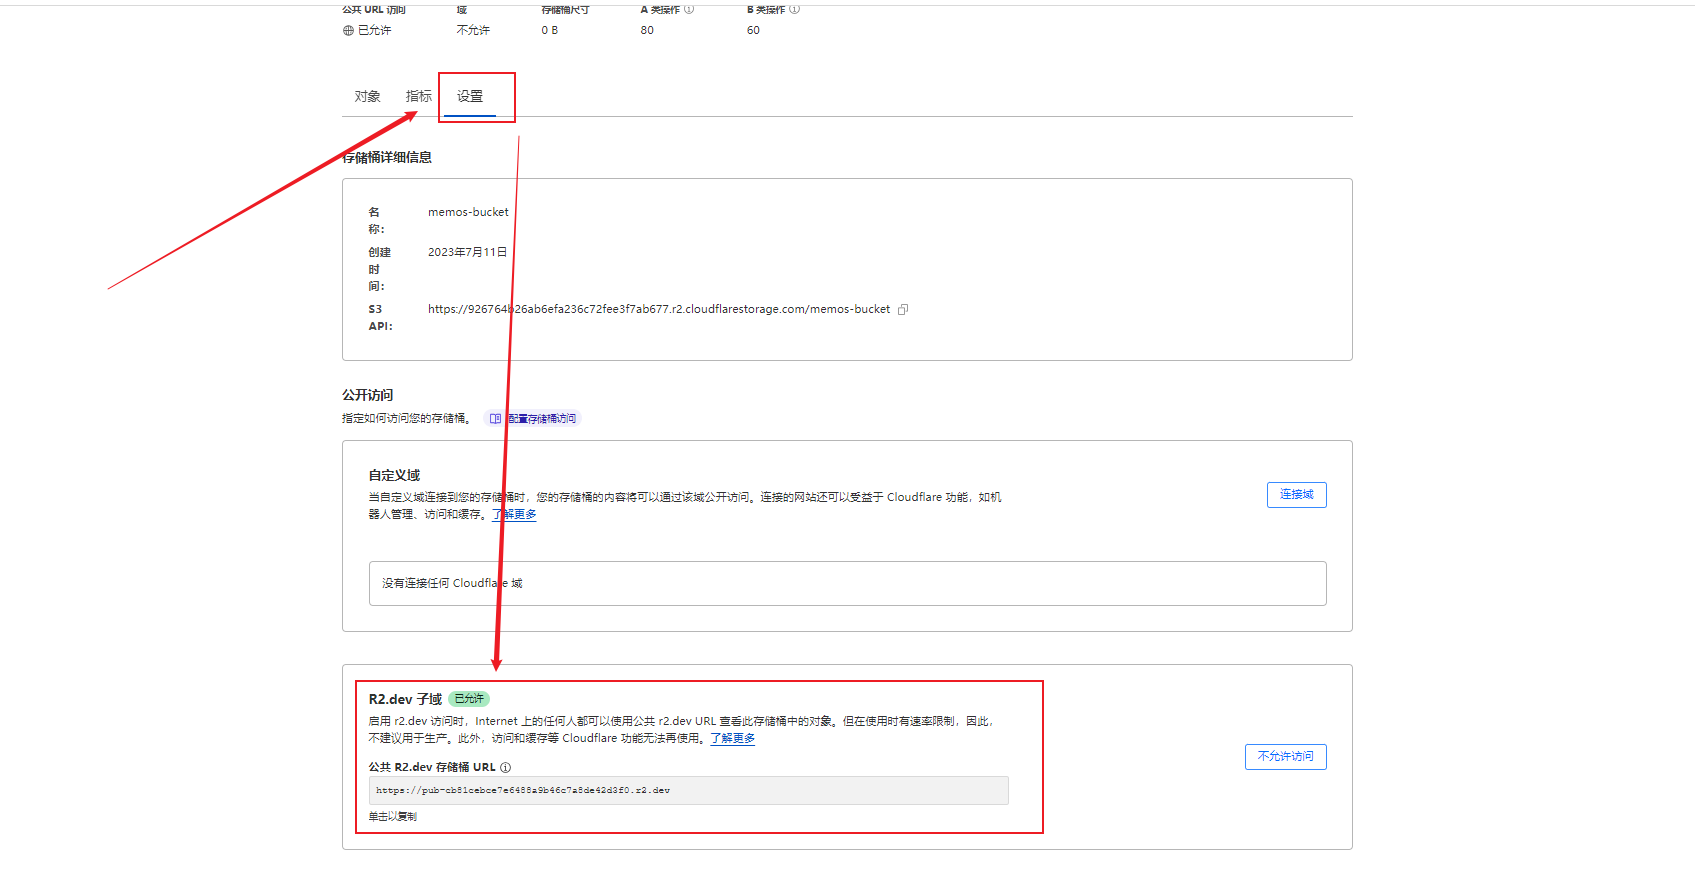 公共 URL 访问 域 存储桶尺寸 A 类操作 B 类操作
已允许 不允许 0 B 80 60
对象 指标 设置
存储桶详细信息
名
称:
memos-bucket
创建
时
间:
2023年7月11日
S3
API:
https://926764b26ab6efa236c72fee3f7ab677.r2.cloudflarestorage.com/memos-bucket
公开访问
指定如何访问您的存储桶。 配置存储桶访问
自定义域
当自定义域连接到您的存储桶时，您的存储桶的内容将可以通过该域公开访问。连接的网站还可以受益于 Cloudflare 功能，如机
器人管理、访问和缓存。了解更多
连接域
没有连接任何 Cloudflare 域
R2.dev 子域 已允许
启用 r2.dev 访问时，Internet 上的任何人都可以使用公共 r2.dev URL 查看此存储桶中的对象。但在使用时有速率限制，因此，
不建议用于生产。此外，访问和缓存等 Cloudflare 功能无法再使用。了解更多
不允许访问
公共 R2.dev 存储桶 URL
https://pub-cb81cebce7e6488a9b46c7a8de42d3f0.r2.dev
单击以复制